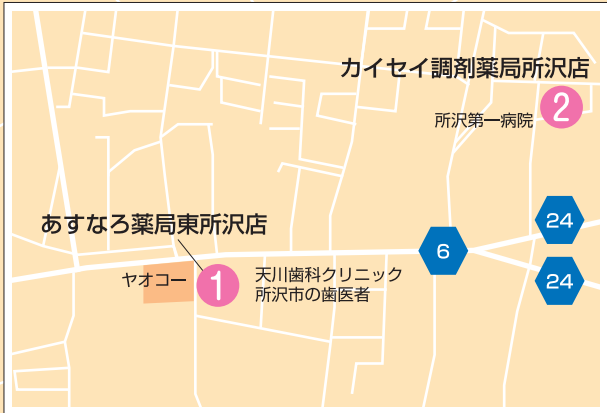 カイセイ調剤薬局所沢店
2
所沢第一病院
あすなろ薬局東所沢店
24
6
24
ヤオコー
1
天川歯科クリニック
所沢市の歯医者